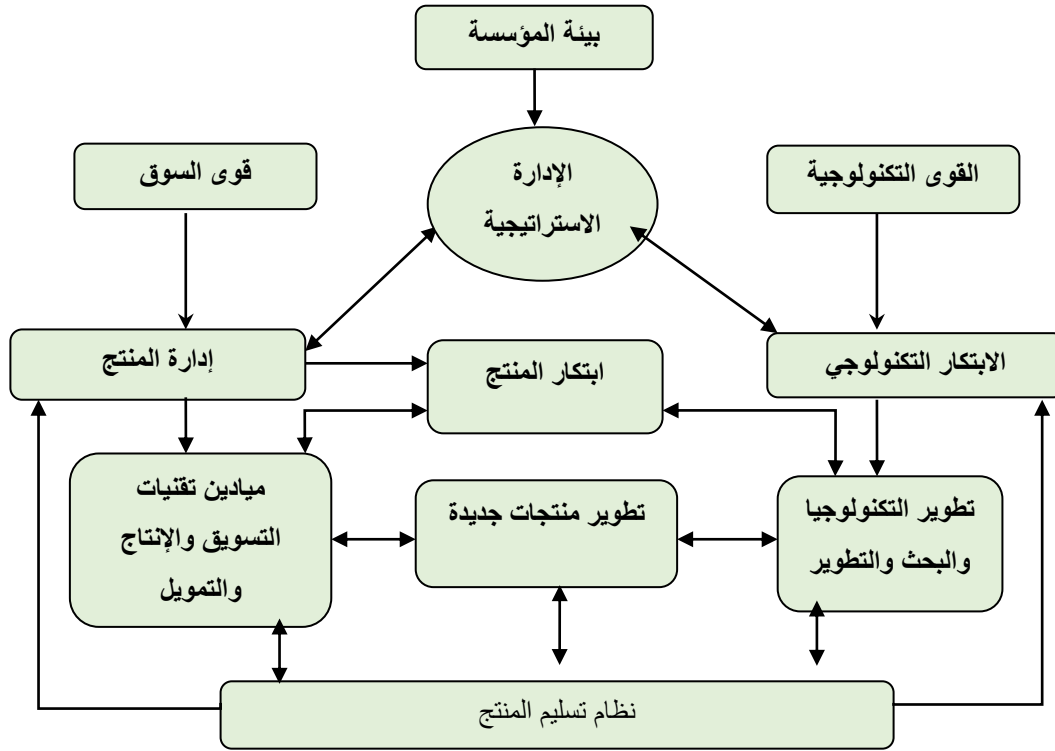 بيئة المؤسسة
الإدارة
الاستراتيجية
القوى التكنولوجية
قوى السوق
الابتكار التكنولوجي
ابتكار المنتج
إدارة المنتج
تطوير التكنولوجيا
والبحث والتطوير
تطوير منتجات جديدة
ميادين تقنيات
التسويق والإنتاج
والتمويل
نظام تسليم المنتج